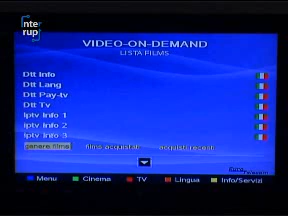 nter
rup
VIDEO-ON-DEMAND
LISTA FILMS
Dtt Info
Dtt Lang
Dtt Pay-tv
Dtt Tv
Iptv Info 1
Iptv Info 2
Iptv Info 3
genere films films acquistati acquisti recenti
Menu Cinema TV Lingua Info/Servizi